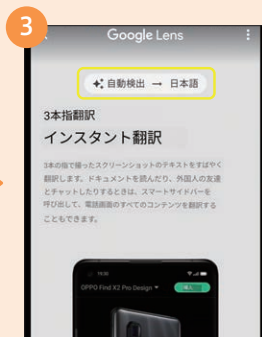 3
Google Lens
自動検出 → 日本語
3本指翻訳
インスタント翻訳
3本の指で撮ったスクリーンショットのテキストをすばやく
翻訳します。ドキュメントを読んだり、外国人の友達
とチャットしたりするときは、スマートサイドバーを
呼び出して、電話画面のすべてのコンテンツを翻訳する
こともできます。
OPPO Find X2 Pro Design